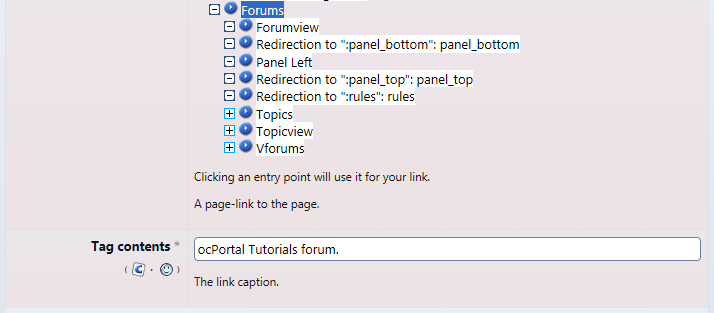 Forums
Forumview
Redirection to ":panel_bottom": panel_bottom
Panel Left
Redirection to ":panel_top": panel_top
Redirection to ":rules": rules
Topics
Topicview
Vforums
Clicking an entry point will use it for your link.
A page-link to the page.
Tag contents * ocPortal Tutorials forum.
The link caption.